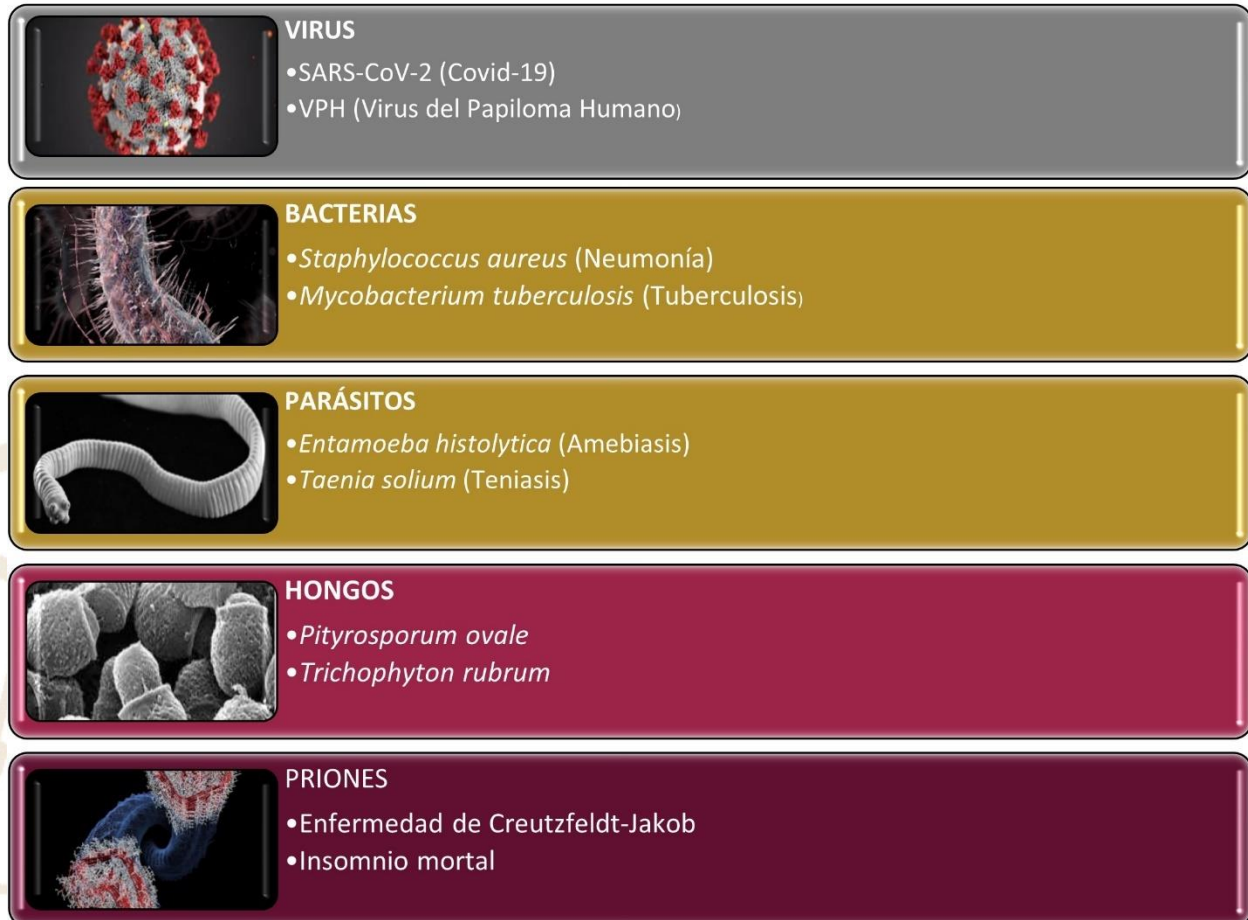 VIRUS
•SARS-CoV-2 (Covid-19)
•VPH (Virus del Papiloma Humano)
BACTERIAS
•Staphylococcus aureus (Neumonía)
•Mycobacterium tuberculosis (Tuberculosis)
PARÁSITOS
•Entamoeba histolytica (Amebiasis)
•Taenia solium (Teniasis)
HONGOS
•Pityrosporum ovale
•Trichophyton rubrum
PRIONES
•Enfermedad de Creutzfeldt-Jakob
•Insomnio mortal